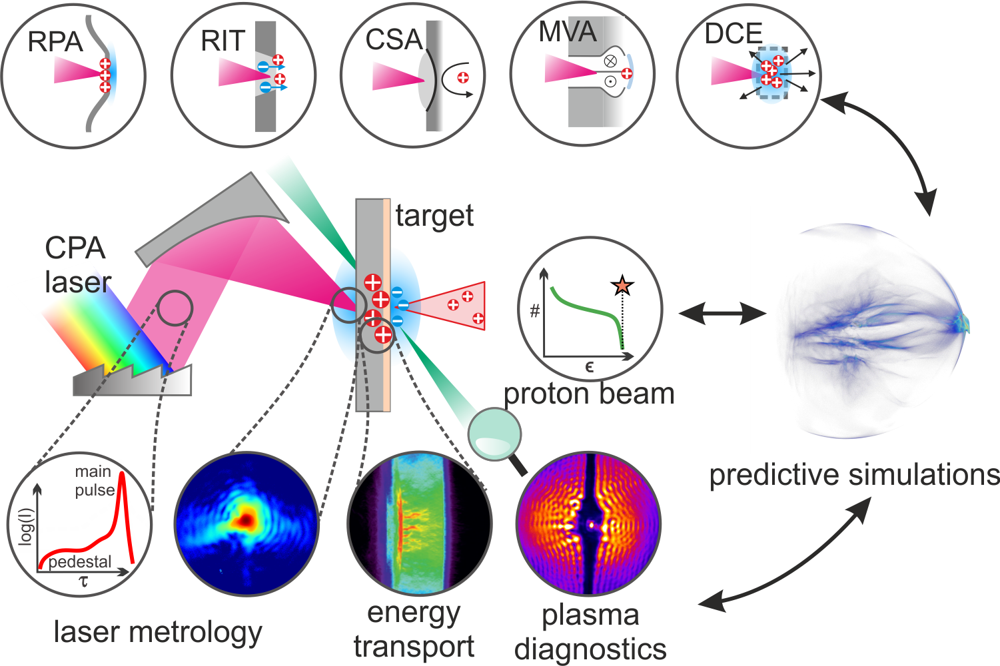 RPA
RIT
CSA
MVA
DCE
target
CPA
laser
#
ϵ
proton beam
predictive simulations
main
pulse
log(I)
pedestal
τ
laser metrology
energy
transport
plasma
diagnostics